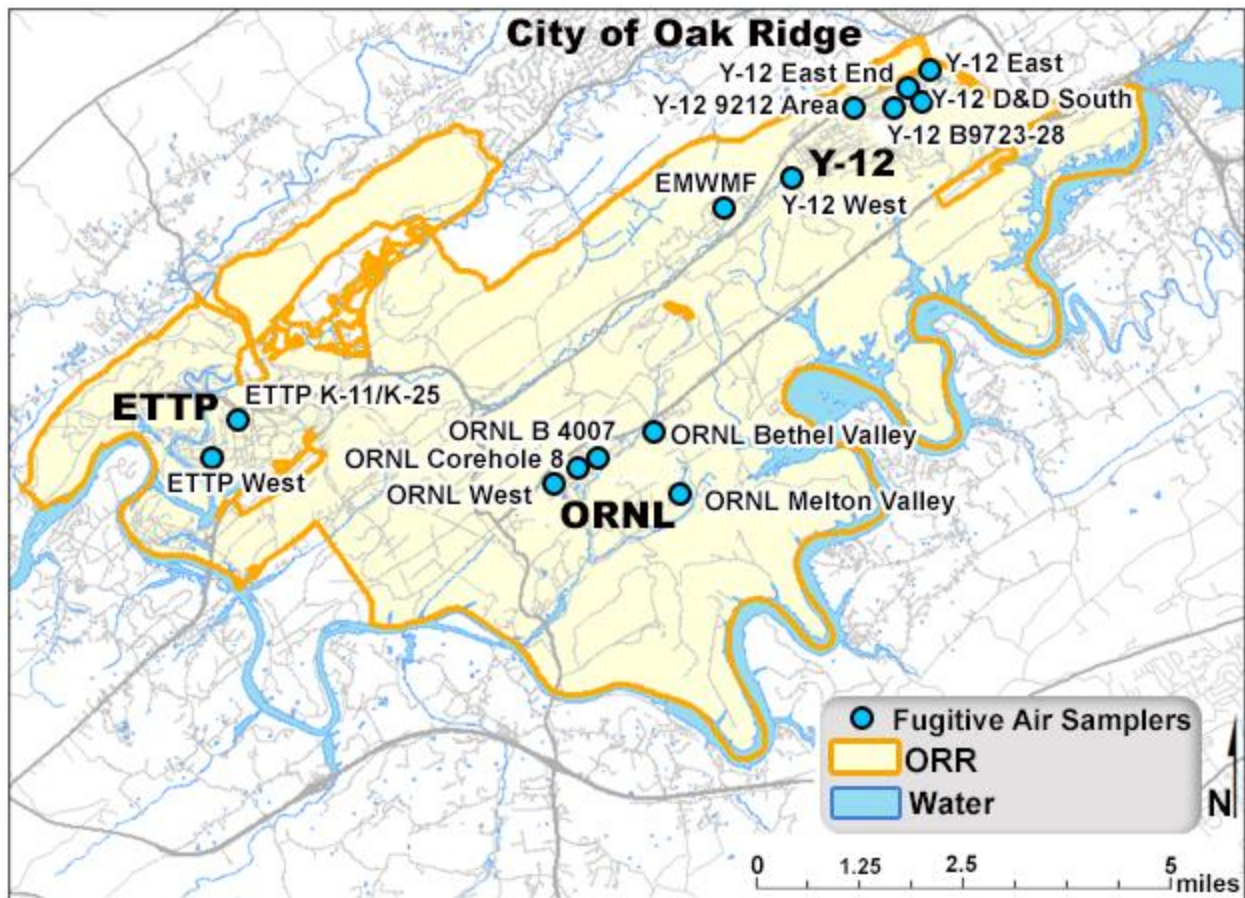 City of Oak Ridge
Y-12 East
Y-12 East End
Y-12 D&D South
Y-12 9212 Area
Y-12 B9723-28
Y-12
EMWMF
Y-12 West
ETTP
ETTP K-11/K-25
ETTP West
ORNL B 4007
ORNL Bethel Valley
ORNL Corehole 8
ORNL West
ORNL Melton Valley
ORNL
Fugitive Air Samplers
ORR
Water
N
0 1.25 2.5 5
miles